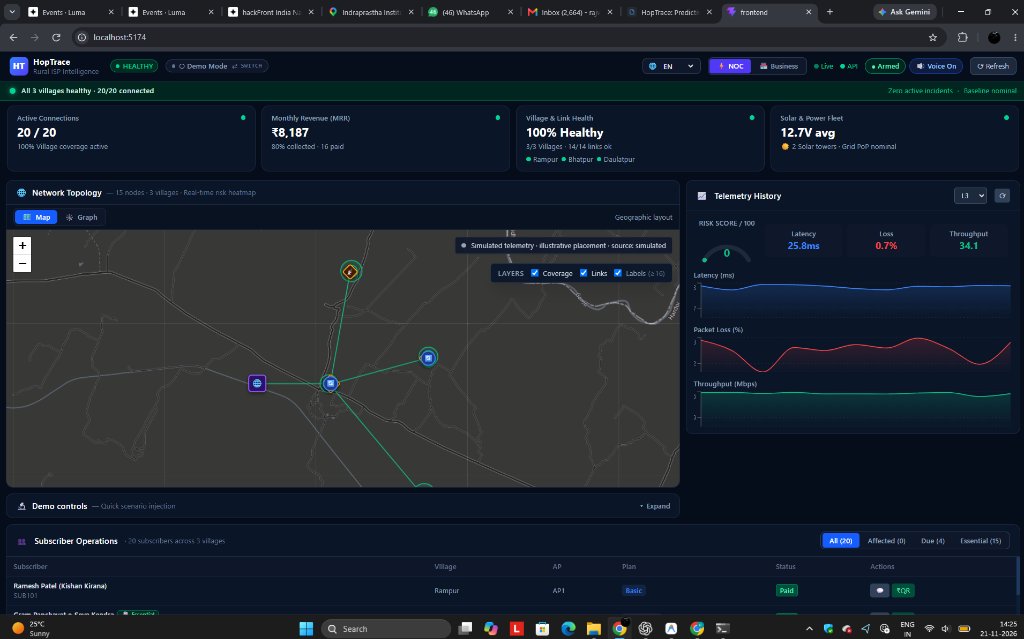 Events · Luma
Events · Luma
hackFront India Na
Indraprastha Instit
(46) WhatsApp
Inbox (2,664) - raj
HopTrace: Predicti
frontend
Ask Gemini
localhost:5174
HT
HopTrace
Rural ISP Intelligence
HEALTHY
Demo Mode
SWITCH
EN
NOC
Business
Live
API
Armed
Voice On
Refresh
All 3 villages healthy · 20/20 connected
Zero active incidents · Baseline nominal
Active Connections
20 / 20
100% Village coverage active
Monthly Revenue (MRR)
₹8,187
80% collected · 16 paid
Village & Link Health
100% Healthy
3/3 Villages · 14/14 links ok
Rampur
Bhatpur
Daulatpur
Solar & Power Fleet
12.7V avg
2 Solar towers · Grid PoP nominal
Network Topology
— 15 nodes · 3 villages · Real-time risk heatmap
Map
Graph
Geographic layout
+
−
Simulated telemetry · illustrative placement · source: simulated
LAYERS
Coverage
Links
Labels (≥16)
Telemetry History
L3
RISK SCORE / 100
0
Latency
25.8ms
Loss
0.7%
Throughput
34.1
Latency (ms)
Packet Loss (%)
Throughput (Mbps)
Demo controls
— Quick scenario injection
Expand
Subscriber Operations
· 20 subscribers across 3 villages
All (20)
Affected (0)
Due (4)
Essential (15)
Subscriber
Village
AP
Plan
Status
Actions
Ramesh Patel (Kishan Kirana)
SUB101
Rampur
AP1
Basic
Paid
₹QR
25°C
Sunny
Search
ENG
IN
14:25
21-11-2026